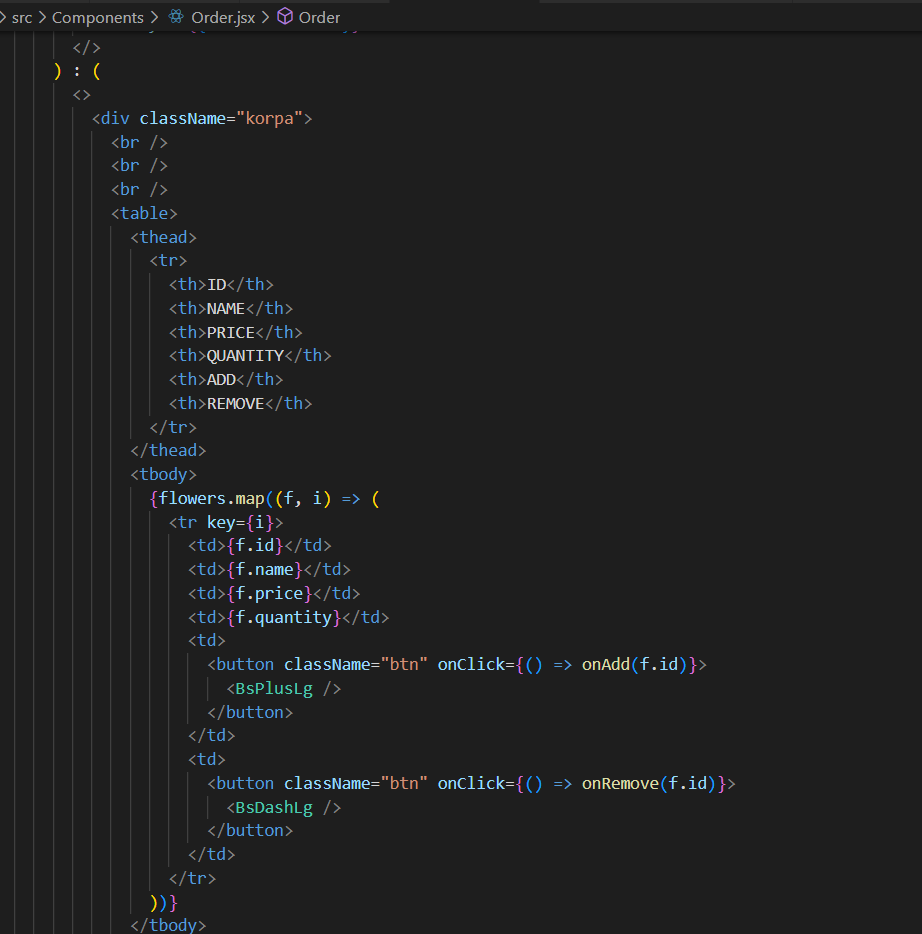 > src > Components > Order.jsx > Order
</>
) : (
<>
<div className="korpa">
<br />
<br />
<br />
<table>
<thead>
<tr>
<th>ID</th>
<th>NAME</th>
<th>PRICE</th>
<th>QUANTITY</th>
<th>ADD</th>
<th>REMOVE</th>
</tr>
</thead>
<tbody>
{flowers.map((f, i) => (
<tr key={i}>
<td>{f.id}</td>
<td>{f.name}</td>
<td>{f.price}</td>
<td>{f.quantity}</td>
<td>
<button className="btn" onClick={() => onAdd(f.id)}>
<BsPlusLg />
</button>
</td>
<td>
<button className="btn" onClick={() => onRemove(f.id)}>
<BsDashLg />
</button>
</td>
</tr>
))}
</tbody>